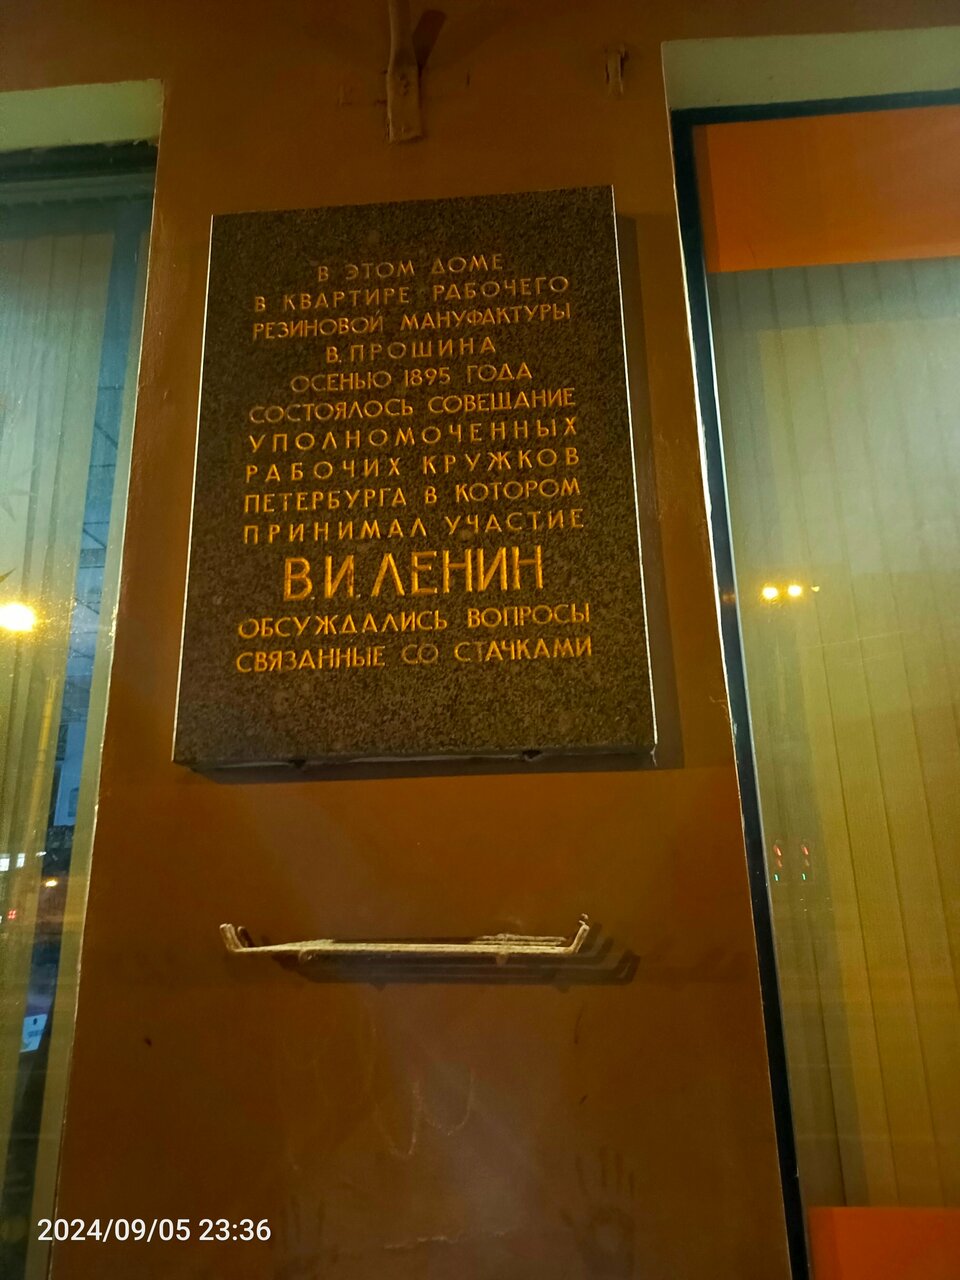 В ЭТОМ ДОМЕ
В КВАРТИРЕ РАБОЧЕГО
РЕЗИНОВОЙ МАНУФАКТУРЫ
В. ПРОШИНА
ОСЕНЬЮ 1895 ГОДА
СОСТОЯЛОСЬ СОВЕЩАНИЕ
УПОЛНОМОЧЕННЫХ
РАБОЧИХ КРУЖКОВ
ПЕТЕРБУРГА В КОТОРОМ
ПРИНИМАЛ УЧАСТИЕ
В.И. ЛЕНИН
ОБСУЖДАЛИСЬ ВОПРОСЫ
СВЯЗАННЫЕ СО СТАЧКАМИ
2024/09/05 23:36